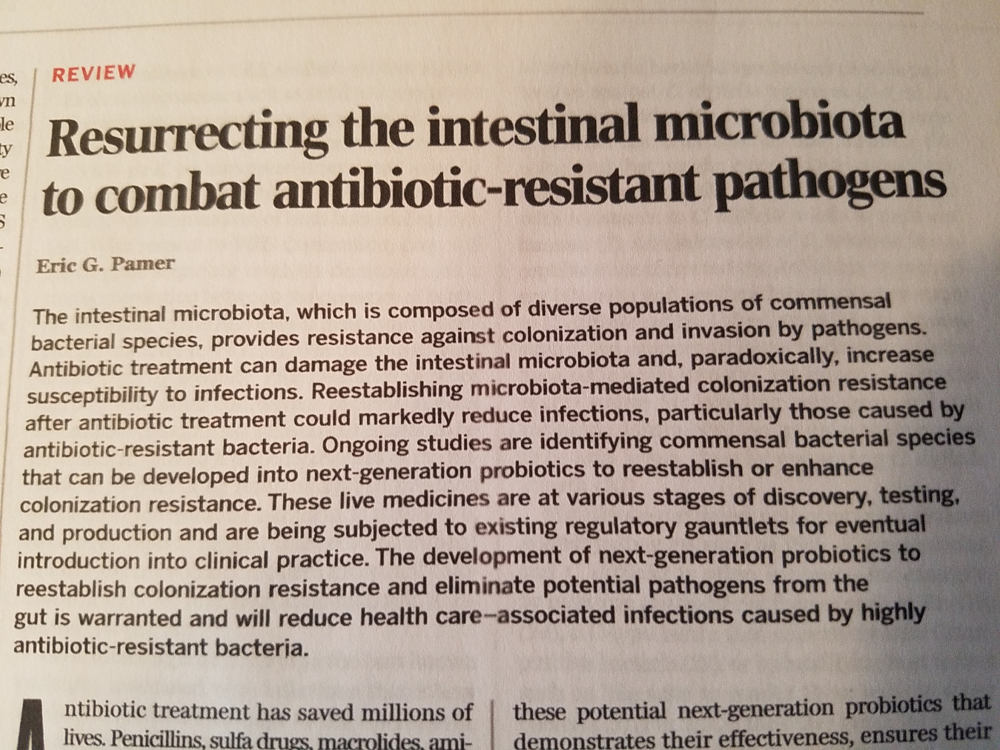 es,
wn
le
ty
e
e
S
-
REVIEW
Resurrecting the intestinal microbiota
to combat antibiotic-resistant pathogens
Eric G. Pamer
The intestinal microbiota, which is composed of diverse populations of commensal
bacterial species, provides resistance against colonization and invasion by pathogens.
Antibiotic treatment can damage the intestinal microbiota and, paradoxically, increase
susceptibility to infections. Reestablishing microbiota-mediated colonization resistance
after antibiotic treatment could markedly reduce infections, particularly those caused by
antibiotic-resistant bacteria. Ongoing studies are identifying commensal bacterial species
that can be developed into next-generation probiotics to reestablish or enhance
colonization resistance. These live medicines are at various stages of discovery, testing,
and production and are being subjected to existing regulatory gauntlets for eventual
introduction into clinical practice. The development of next-generation probiotics to
reestablish colonization resistance and eliminate potential pathogens from the
gut is warranted and will reduce health care–associated infections caused by highly
antibiotic-resistant bacteria.
Antibiotic treatment has saved millions of
lives. Penicillins, sulfa drugs, macrolides, ami-
these potential next-generation probiotics that
demonstrates their effectiveness, ensures their